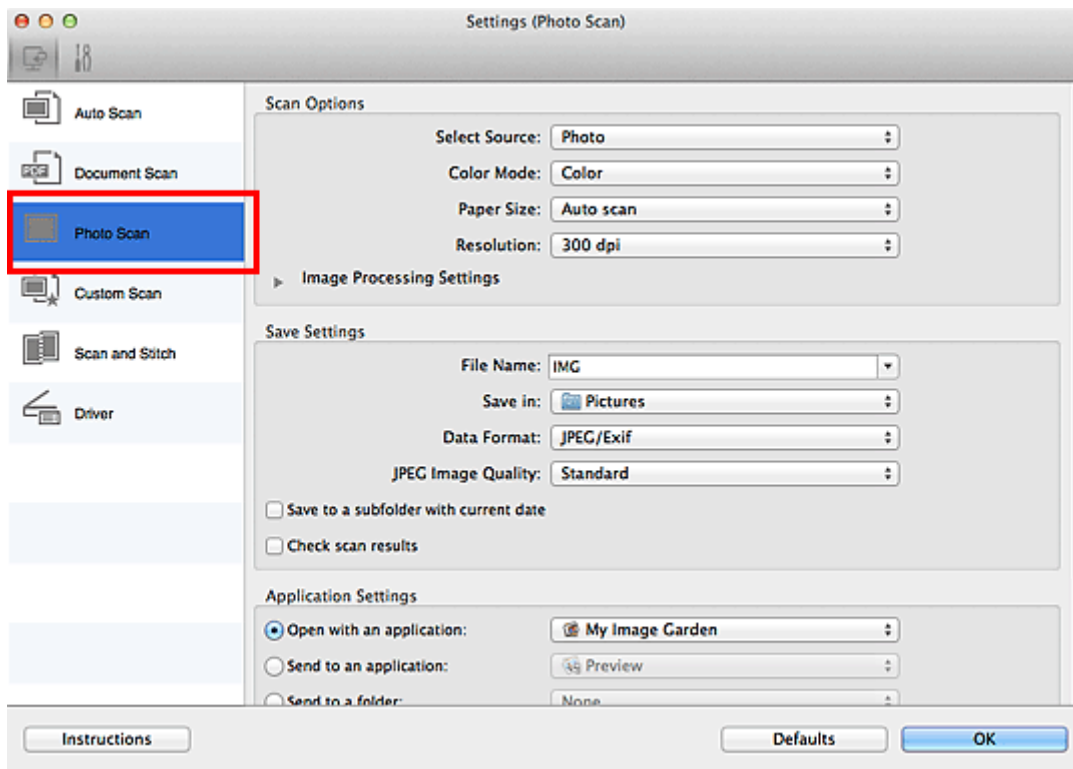 Settings (Photo Scan)
Auto Scan
PDF
Document Scan
Photo Scan
Custom Scan
Scan and Stitch
Driver
Scan Options
Select Source: Photo
Color Mode: Color
Paper Size: Auto scan
Resolution: 300 dpi
Image Processing Settings
Save Settings
File Name: IMG
Save in: Pictures
Data Format: JPEG/Exif
JPEG Image Quality: Standard
Save to a subfolder with current date
Check scan results
Application Settings
Open with an application: My Image Garden
Send to an application: Preview
Send to a folder: None
Instructions
Defaults
OK